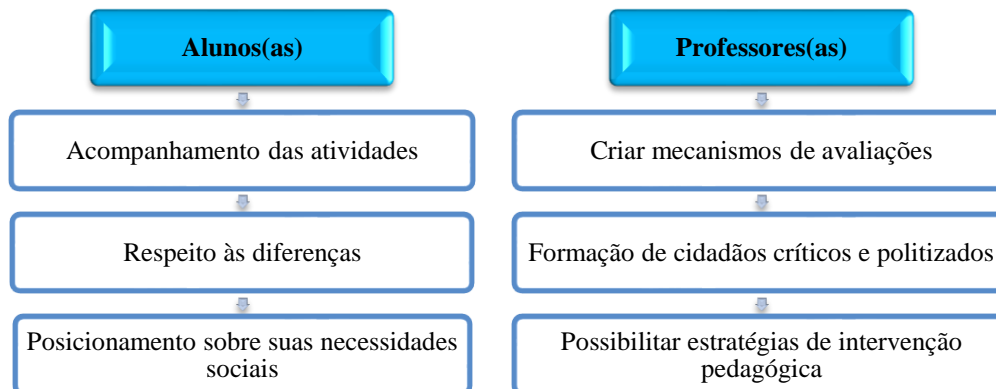 Alunos(as)
Acompanhamento das atividades
Respeito às diferenças
Posicionamento sobre suas necessidades
sociais
Professores(as)
Criar mecanismos de avaliações
Formação de cidadãos críticos e politizados
Possibilitar estratégias de intervenção
pedagógica